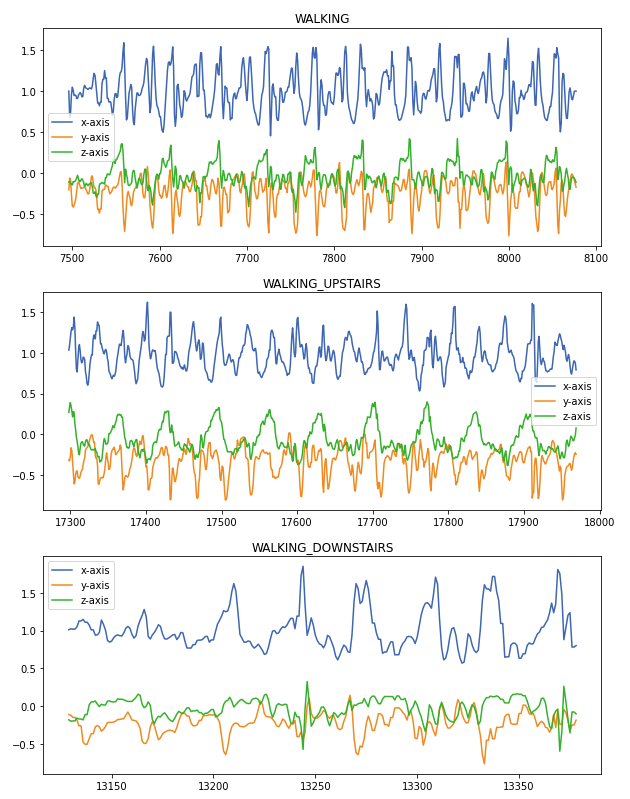 WALKING
1.5
1.0
0.5
0.0
−0.5
x-axis
y-axis
z-axis
7500 7600 7700 7800 7900 8000 8100
WALKING_UPSTAIRS
1.5
1.0
0.5
0.0
−0.5
x-axis
y-axis
z-axis
17300 17400 17500 17600 17700 17800 17900 18000
WALKING_DOWNSTAIRS
x-axis
y-axis
z-axis
1.5
1.0
0.5
0.0
−0.5
13150 13200 13250 13300 13350